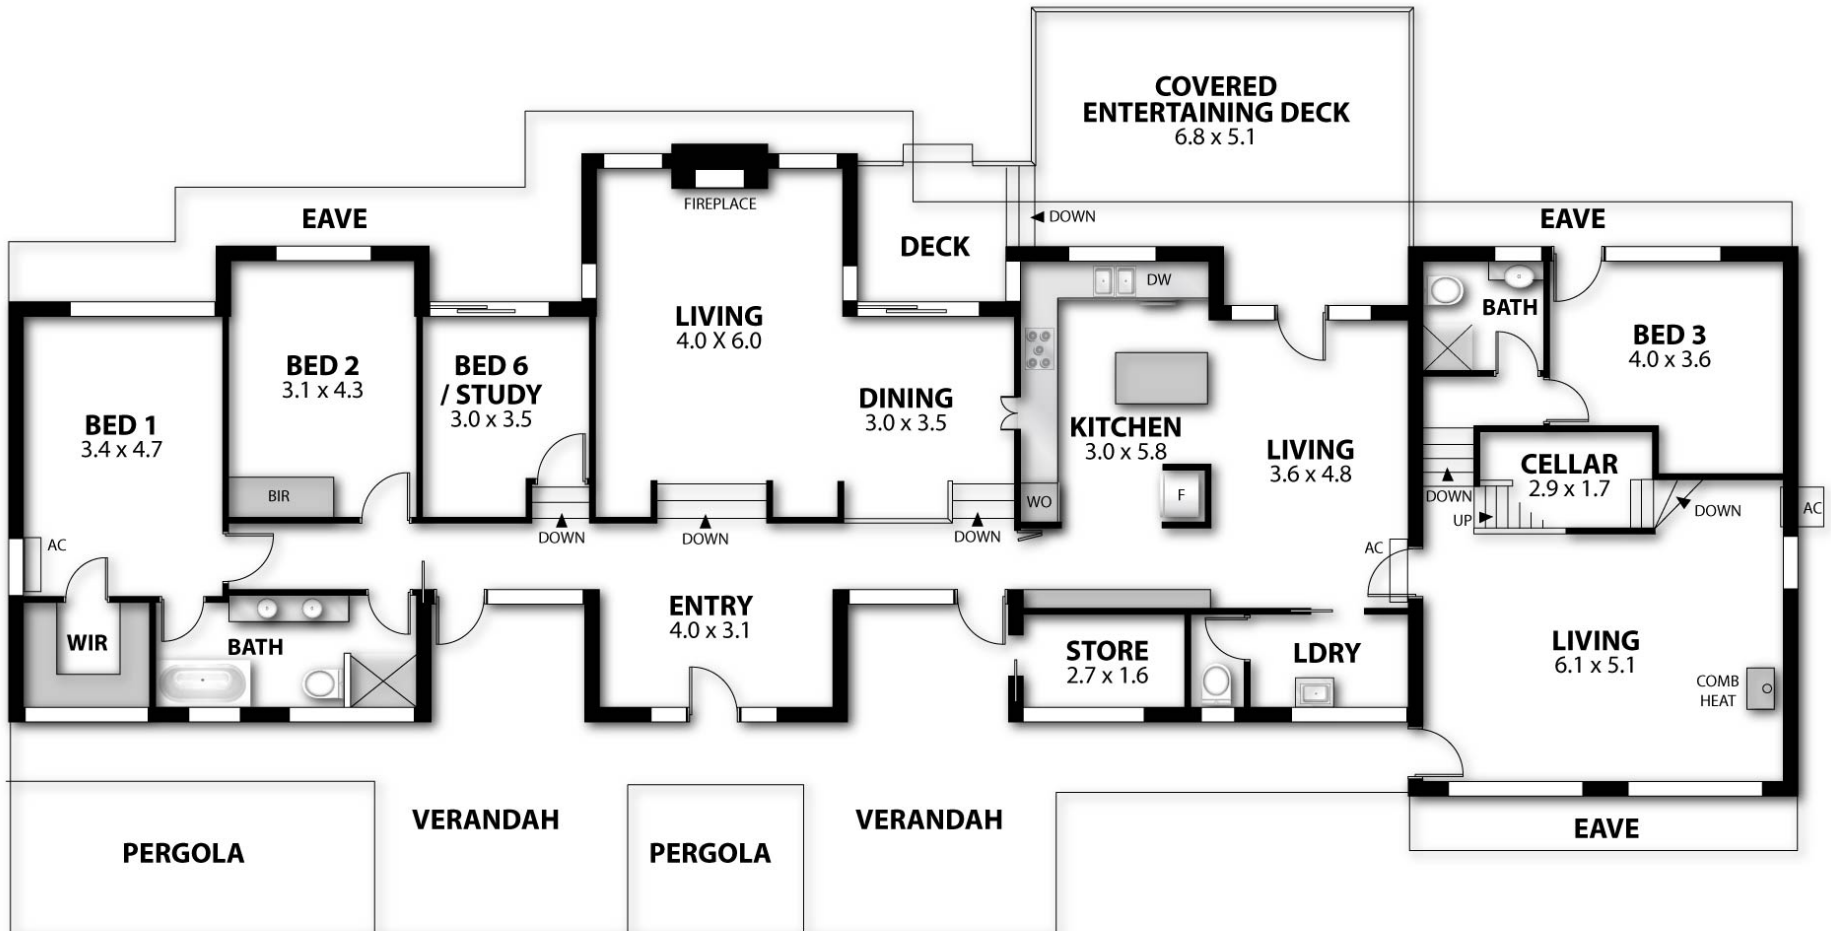 COVERED
ENTERTAINING DECK
6.8 x 5.1
EAVE
FIREPLACE
DECK
DOWN
EAVE
BED 1
3.4 x 4.7
BED 2
3.1 x 4.3
BIR
BED 6
/ STUDY
3.0 x 3.5
LIVING
4.0 X 6.0
DINING
3.0 x 3.5
DW
KITCHEN
3.0 x 5.8
WO
F
LIVING
3.6 x 4.8
BATH
BED 3
4.0 x 3.6
CELLAR
2.9 x 1.7
DOWN
UP
DOWN
AC
AC
DOWN
DOWN
DOWN
AC
WIR
BATH
ENTRY
4.0 x 3.1
STORE
2.7 x 1.6
LDRY
LIVING
6.1 x 5.1
COMB
HEAT
PERGOLA
VERANDAH
PERGOLA
VERANDAH
EAVE